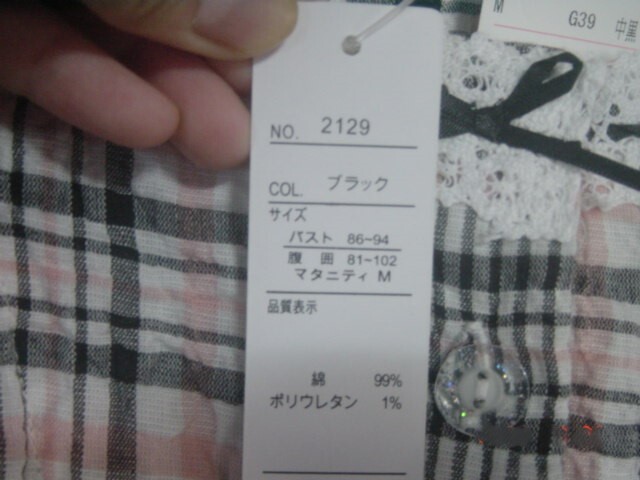 M
G39 中
NO. 2129
COL. ブラック
サイズ
バスト 86~94
腹 囲 81~102
マタニティ M
品質表示
綿 99%
ポリウレタン 1%